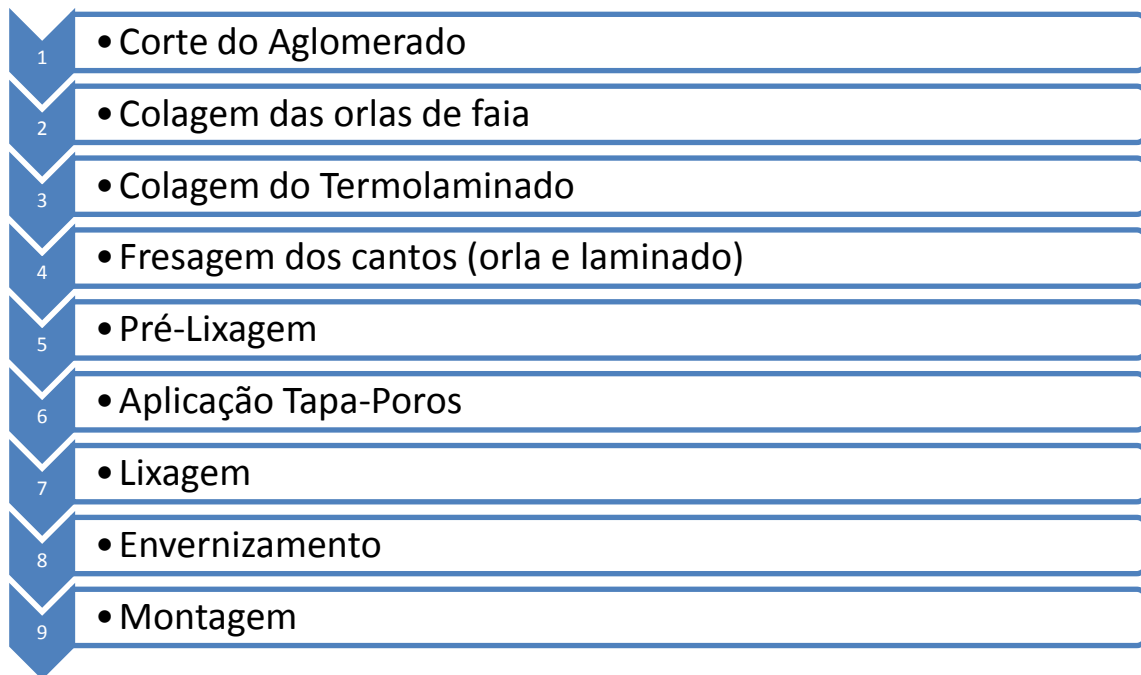 1
• Corte do Aglomerado
2
• Colagem das orlas de faia
3
• Colagem do Termolaminado
4
• Fresagem dos cantos (orla e laminado)
5
• Pré-Lixagem
6
• Aplicação Tapa-Poros
7
• Lixagem
8
• Envernizamento
9
• Montagem